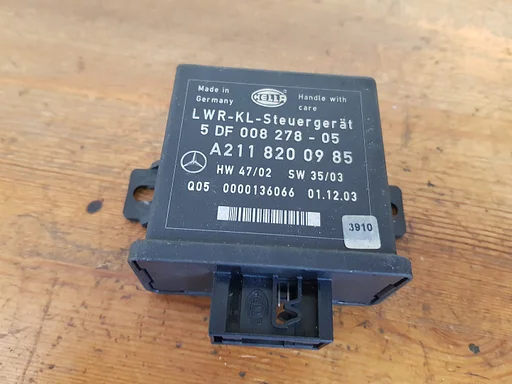 Made in
Germany
HELLA
Handle with
care
LWR-KL-Steuergerät
5 DF 008 278 - 05
A211 820 09 85
HW 47/02 SW 35/03
Q05 0000136066 01.12.03
3910